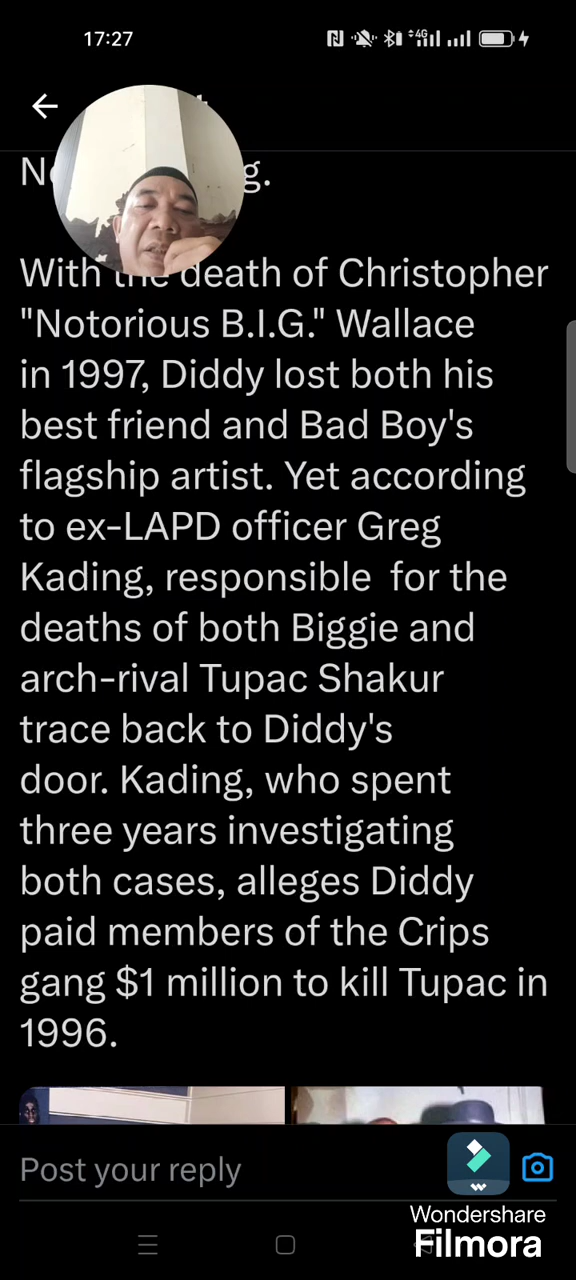 17:27
4G
g.
With the death of Christopher
"Notorious B.I.G." Wallace
in 1997, Diddy lost both his
best friend and Bad Boy's
flagship artist. Yet according
to ex-LAPD officer Greg
Kading, responsible for the
deaths of both Biggie and
arch-rival Tupac Shakur
trace back to Diddy's
door. Kading, who spent
three years investigating
both cases, alleges Diddy
paid members of the Crips
gang $1 million to kill Tupac in
1996.
Post your reply
Wondershare
Filmora